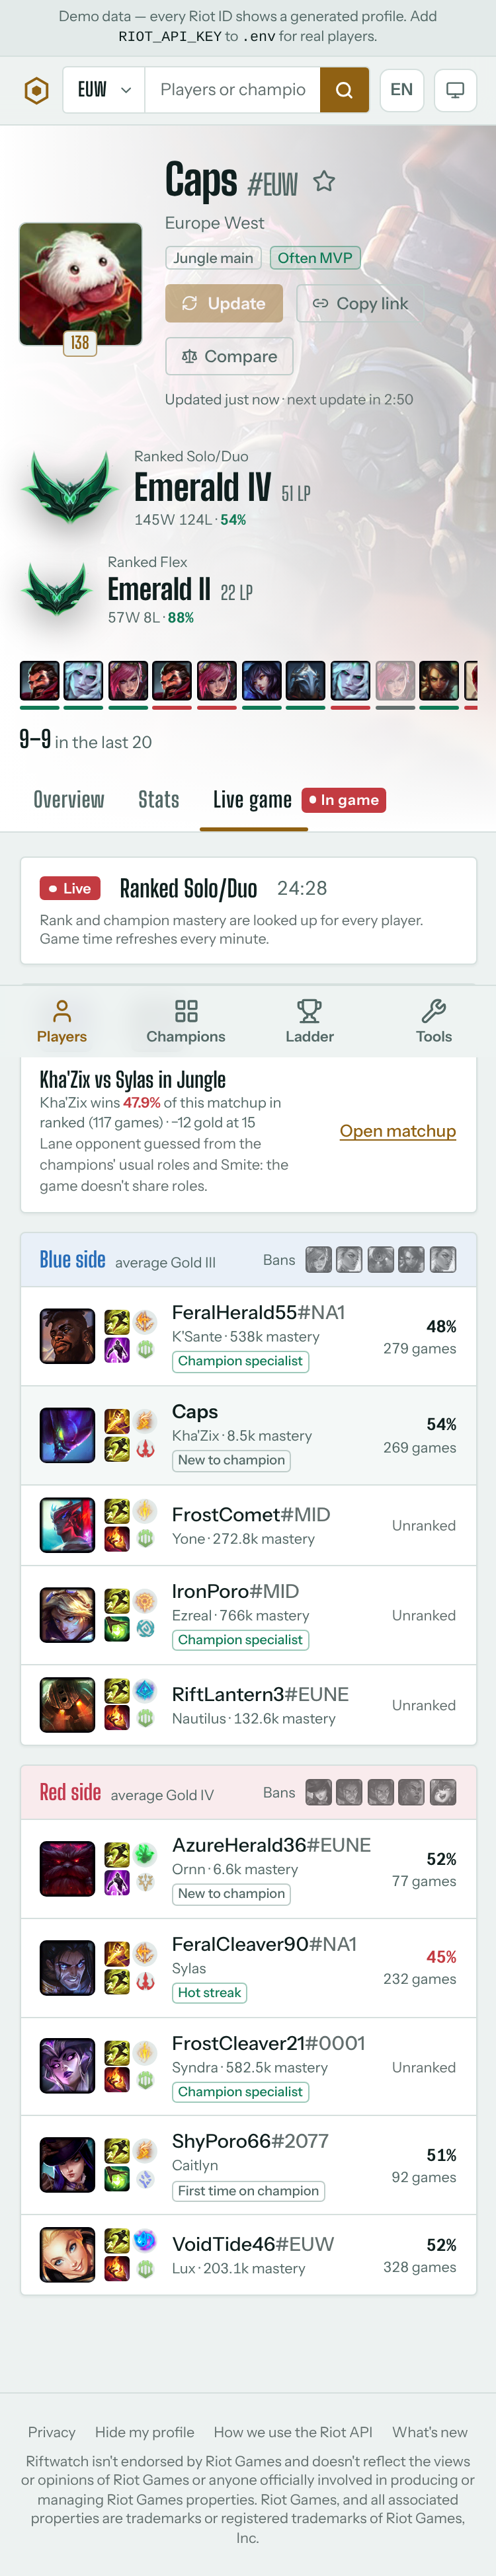 Demo data — every Riot ID shows a generated profile. Add
RIOT_API_KEY to .env for real players.
EUW
Players or champio
EN
Caps #EUW
Europe West
Jungle main
Often MVP
Update
Copy link
Compare
Updated just now · next update in 2:50
138
Ranked Solo/Duo
Emerald IV 51 LP
145W 124L · 54%
Ranked Flex
Emerald II 22 LP
57W 8L · 88%
9–9 in the last 20
Overview
Stats
Live game
In game
Live
Ranked Solo/Duo
24:28
Rank and champion mastery are looked up for every player.
Game time refreshes every minute.
Players
Champions
Ladder
Tools
Kha'Zix vs Sylas in Jungle
Kha'Zix wins 47.9% of this matchup in
ranked (117 games) · −12 gold at 15
Lane opponent guessed from the
champions' usual roles and Smite: the
game doesn't share roles.
Open matchup
Blue side average Gold III
Bans
FeralHerald55#NA1
K'Sante · 538k mastery
Champion specialist
48%
279 games
Caps
Kha'Zix · 8.5k mastery
New to champion
54%
269 games
FrostComet#MID
Yone · 272.8k mastery
Unranked
IronPoro#MID
Ezreal · 766k mastery
Champion specialist
Unranked
RiftLantern3#EUNE
Nautilus · 132.6k mastery
Unranked
Red side average Gold IV
Bans
AzureHerald36#EUNE
Ornn · 6.6k mastery
New to champion
52%
77 games
FeralCleaver90#NA1
Sylas
Hot streak
45%
232 games
FrostCleaver21#0001
Syndra · 582.5k mastery
Champion specialist
Unranked
ShyPoro66#2077
Caitlyn
First time on champion
51%
92 games
VoidTide46#EUW
Lux · 203.1k mastery
52%
328 games
Privacy
Hide my profile
How we use the Riot API
What's new
Riftwatch isn't endorsed by Riot Games and doesn't reflect the views
or opinions of Riot Games or anyone officially involved in producing or
managing Riot Games properties. Riot Games, and all associated
properties are trademarks or registered trademarks of Riot Games,
Inc.